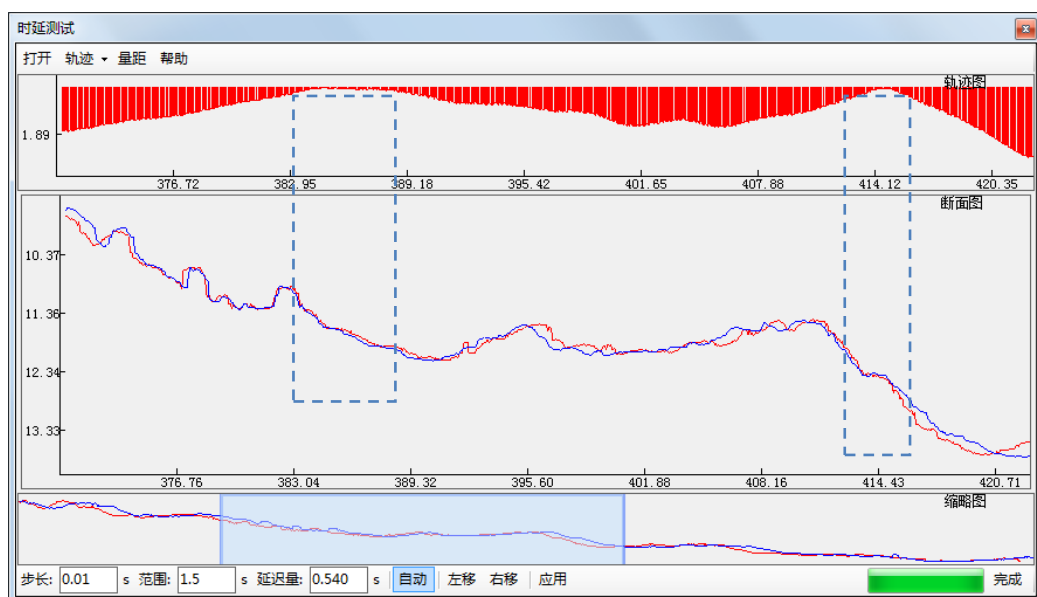 时延测试
打开 轨迹 量距 帮助
轨迹图
1.89
376.72 382.95 389.18 395.42 401.65 407.88 414.12 420.35
断面图
10.37
11.36
12.34
13.33
376.76 383.04 389.32 395.60 401.88 408.16 414.43 420.71
缩略图
步长: 0.01 s 范围: 1.5 s 延迟量: 0.540 s 自动 左移 右移 应用 完成